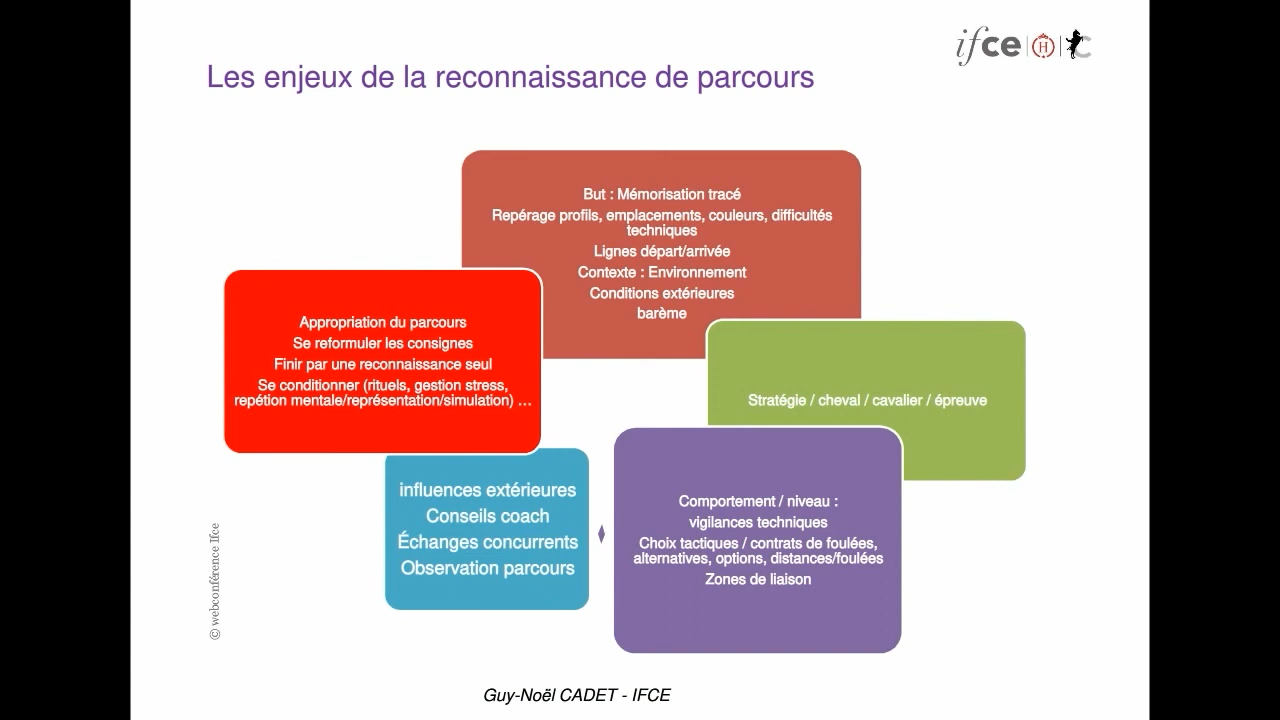 ifce
Les enjeux de la reconnaissance de parcours
But : Mémorisation tracé
Repérage profils, emplacements, couleurs, difficultés
techniques
Lignes départ/arrivée
Contexte : Environnement
Conditions extérieures
barème
Appropriation du parcours
Se reformuler les consignes
Finir par une reconnaissance seul
Se conditionner (rituels, gestion stress,
repétion mentale/représentation/simulation) …
Stratégie / cheval / cavalier / épreuve
influences extérieures
Conseils coach
Échanges concurrents
Observation parcours
Comportement / niveau :
vigilances techniques
Choix tactiques / contrats de foulées,
alternatives, options, distances/foulées
Zones de liaison
© webconférence Ifce
Guy-Noël CADET - IFCE